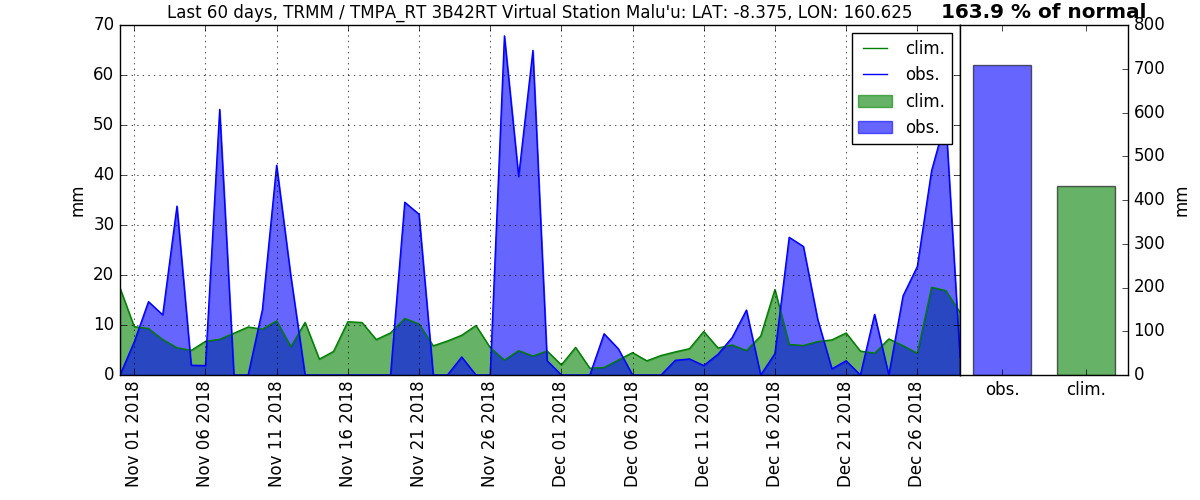 Last 60 days, TRMM / TMPA_RT 3B42RT Virtual Station Malu'u: LAT: -8.375, LON: 160.625
163.9 % of normal
70
60
50
40
30
20
10
0
mm
clim.
obs.
clim.
obs.
800
700
600
500
400
300
200
100
0
mm
Nov 01 2018
Nov 06 2018
Nov 11 2018
Nov 16 2018
Nov 21 2018
Nov 26 2018
Dec 01 2018
Dec 06 2018
Dec 11 2018
Dec 16 2018
Dec 21 2018
Dec 26 2018
obs.
clim.